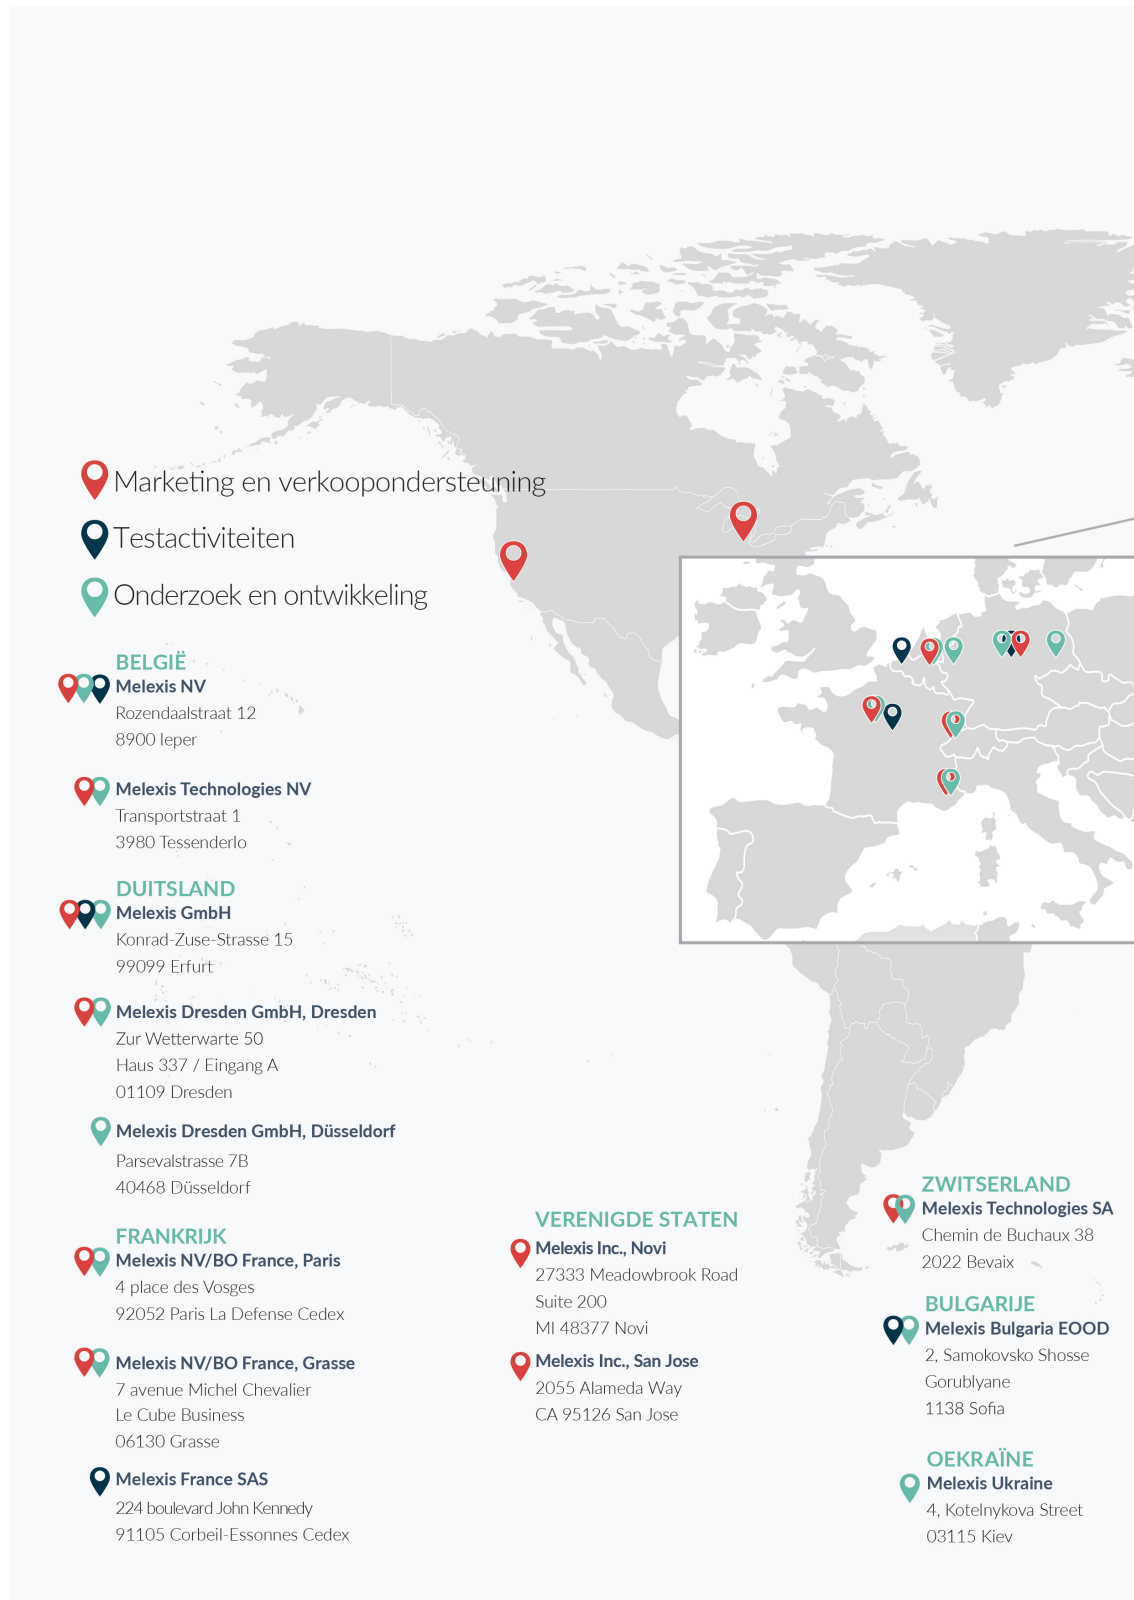 Marketing en verkoopondersteuning
Testactiviteiten
Onderzoek en ontwikkeling
BELGIË
Melexis NV
Rozendaalstraat 12
8900 Ieper
Melexis Technologies NV
Transportstraat 1
3980 Tessenderlo
DUITSLAND
Melexis GmbH
Konrad-Zuse-Strasse 15
99099 Erfurt
Melexis Dresden GmbH, Dresden
Zur Wetterwarte 50
Haus 337 / Eingang A
01109 Dresden
Melexis Dresden GmbH, Düsseldorf
Parsevalstrasse 7B
40468 Düsseldorf
FRANKRIJK
Melexis NV/BO France, Paris
4 place des Vosges
92052 Paris La Defense Cedex
Melexis NV/BO France, Grasse
7 avenue Michel Chevalier
Le Cube Business
06130 Grasse
Melexis France SAS
224 boulevard John Kennedy
91105 Corbeil-Essonnes Cedex
VERENIGDE STATEN
Melexis Inc., Novi
27333 Meadowbrook Road
Suite 200
MI 48377 Novi
Melexis Inc., San Jose
2055 Alameda Way
CA 95126 San Jose
ZWITSERLAND
Melexis Technologies SA
Chemin de Buchaux 38
2022 Bevaix
BULGARIJE
Melexis Bulgaria EOOD
2, Samokovsko Shosse
Gorublyane
1138 Sofia
OEKRAÏNE
Melexis Ukraine
4, Kotelnykova Street
03115 Kiev